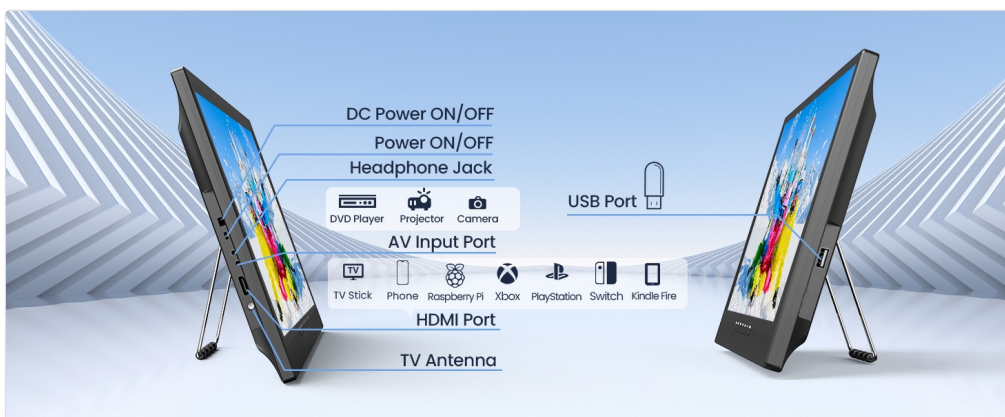 DC Power ON/OFF
Power ON/OFF
Headphone Jack
DVD Player Projector Camera
AV Input Port
TV
TV Stick Phone Raspberry Pi Xbox PlayStation Switch Kindle Fire
HDMI Port
TV Antenna
USB Port